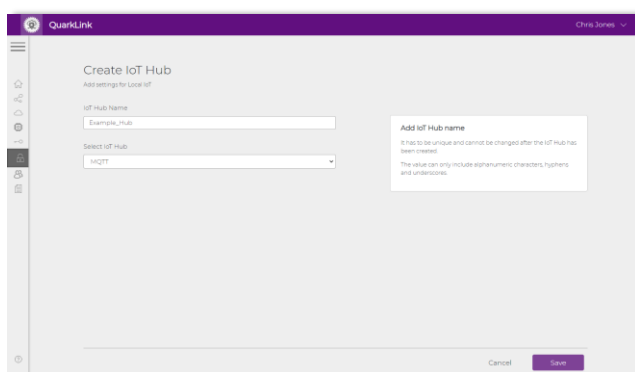 QuarkLink
Chris Jones
Create IoT Hub
Add settings for Local IoT
IoT Hub Name
Example_Hub
Select IoT Hub
MQTT
Add IoT Hub name
It has to be unique and cannot be changed after the IoT Hub has
been created.
The value can only include alphanumeric characters, hyphens
and underscores.
Cancel
Save